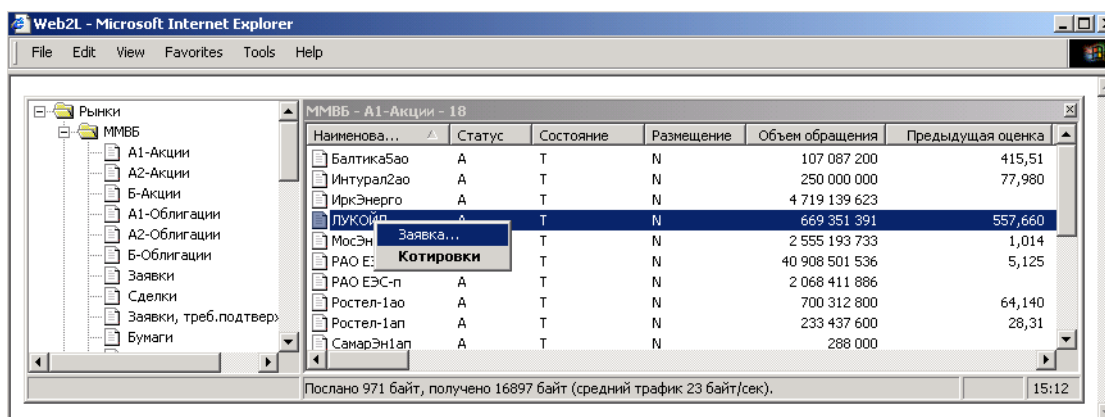 Web2L - Microsoft Internet Explorer
File Edit View Favorites Tools Help
Рынки
ММВБ
А1-Акции
А2-Акции
Б-Акции
А1-Облигации
А2-Облигации
Б-Облигации
Заявки
Сделки
Заявки, треб.подтверж
Бумаги
ММВБ - А1-Акции - 18
Наименова... Статус Состояние Размещение Объем обращения Предыдущая оценка
Балтика5ао А Т N 107 087 200 415,51
Интурал2ао А Т N 250 000 000 77,980
ИркЭнерго А Т N 4 719 139 623
ЛУКОЙЛ А Т N 669 351 391 557,660
МосЭн Т N 2 555 193 733 1,014
РАО ЕЭ Т N 40 908 501 536 5,125
РАО ЕЭС-п А Т N 2 068 411 886
Ростел-1ао А Т N 700 312 800 64,140
Ростел-1ап А Т N 233 437 600 28,31
СамарЭн1ап А Т N 288 000
Заявка...
Котировки
Послано 971 байт, получено 16897 байт (средний трафик 23 байт/сек). 15:12